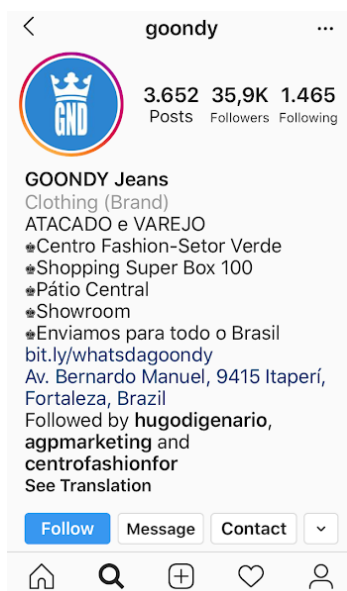 goondy
GND
3.652 35,9K 1.465
Posts Followers Following
GOONDY Jeans
Clothing (Brand)
ATACADO e VAREJO
♚Centro Fashion-Setor Verde
♚Shopping Super Box 100
♚Pátio Central
♚Showroom
♚Enviamos para todo o Brasil
bit.ly/whatsdagoondy
Av. Bernardo Manuel, 9415 Itaperí,
Fortaleza, Brazil
Followed by hugodigenario,
agpmarketing and
centrofashionfor
See Translation
Follow Message Contact